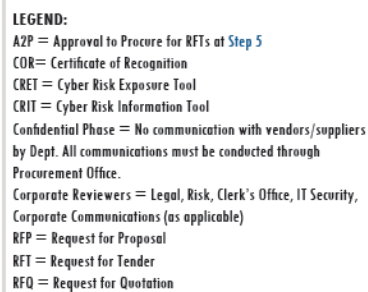 LEGEND:
A2P = Approval to Procure for RFTs at Step 5
COR= Certificate of Recognition
CRET = Cyber Risk Exposure Tool
CRIT = Cyber Risk Information Tool
Confidential Phase = No communication with vendors/suppliers
by Dept. All communications must be conducted through
Procurement Office.
Corporate Reviewers = Legal, Risk, Clerk's Office, IT Security,
Corporate Communications (as applicable)
RFP = Request for Proposal
RFT = Request for Tender
RFQ = Request for Quotation